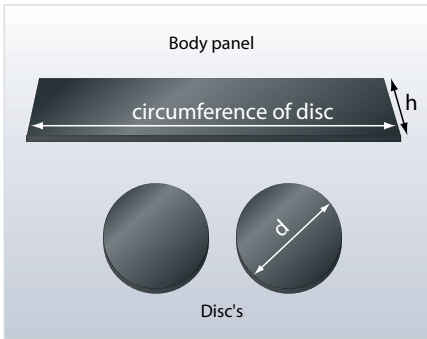 Body panel
h
circumference of disc
d
Disc's